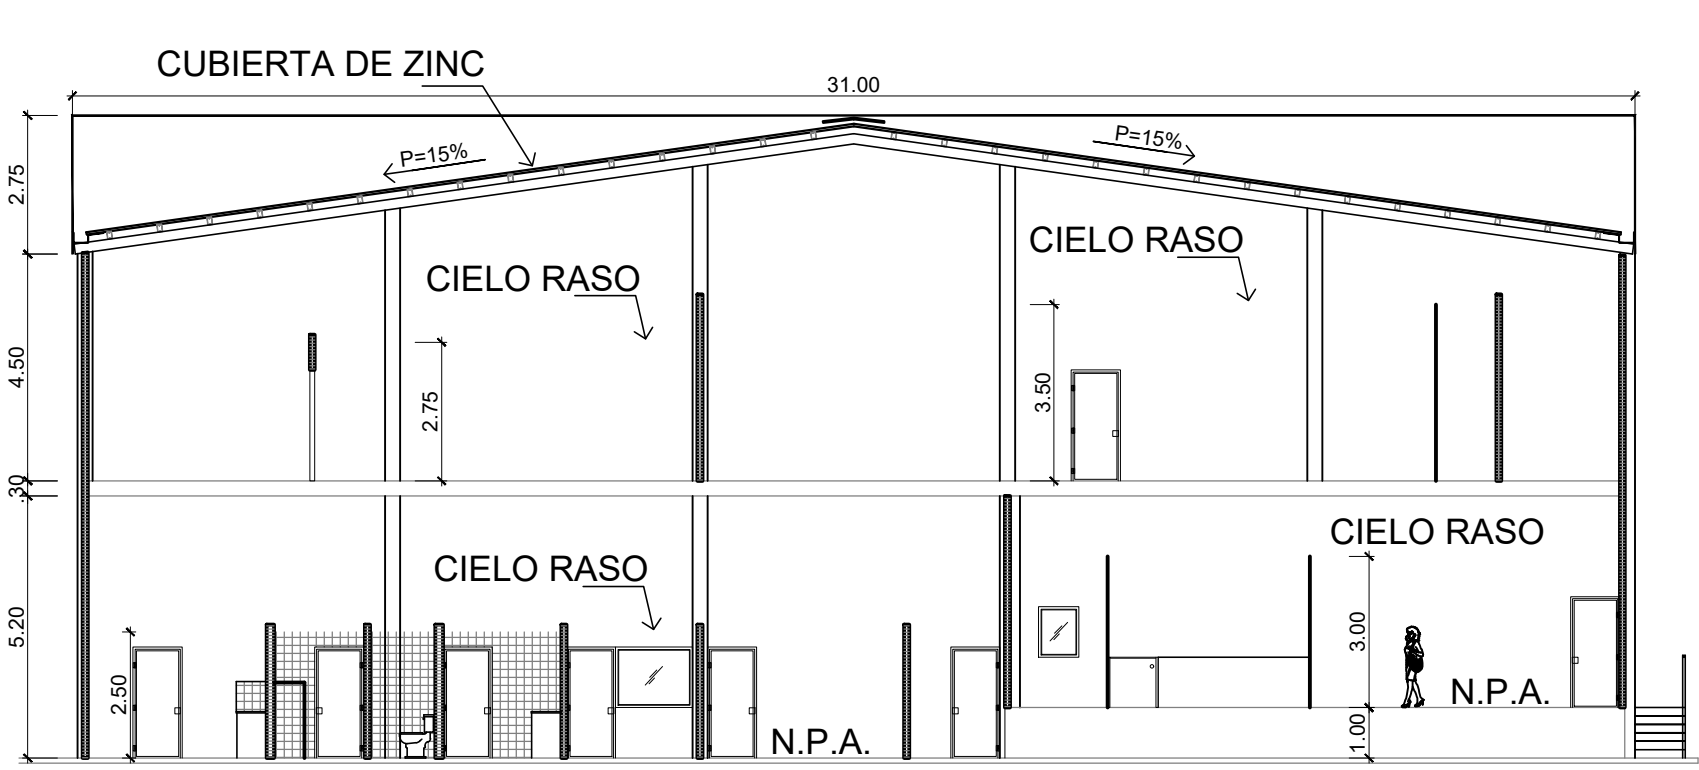 CUBIERTA DE ZINC
31.00
P=15%
P=15%
2.75
CIELO RASO
CIELO RASO
4.50
2.75
3.50
.30
CIELO RASO
CIELO RASO
5.20
3.00
2.50
N.P.A.
N.P.A.
1.00